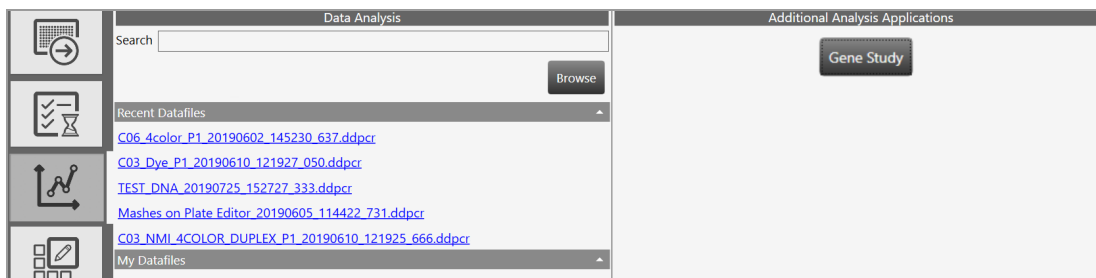 Data Analysis
Search
Browse
Recent Datafiles
C06_4color_P1_20190602_145230_637.ddpcr
C03_Dye_P1_20190610_121927_050.ddpcr
TEST_DNA_20190725_152727_333.ddpcr
Mashes on Plate Editor_20190605_114422_731.ddpcr
C03_NMI_4COLOR_DUPLEX_P1_20190610_121925_666.ddpcr
My Datafiles
Additional Analysis Applications
Gene Study